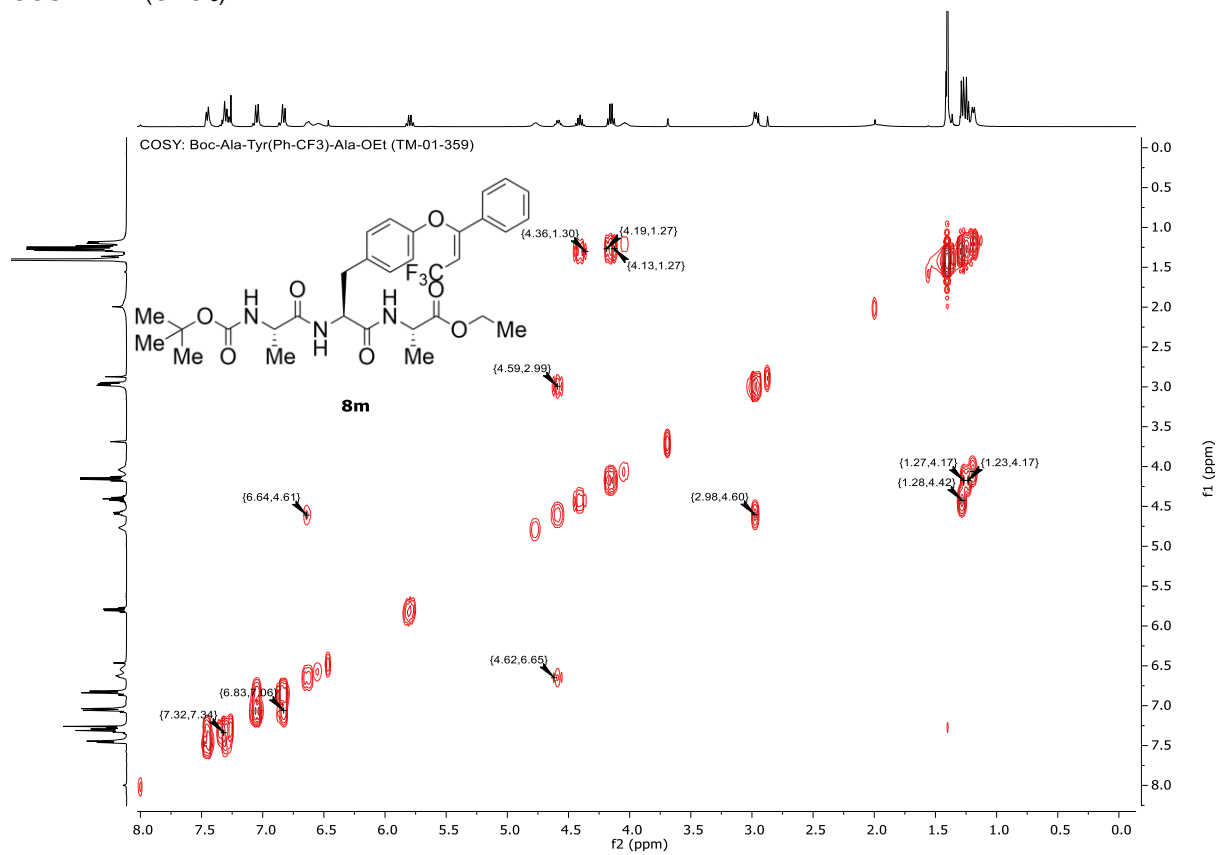 COSY: Boc-Ala-Tyr(Ph-CF3)-Ala-OEt (TM-01-359)
O
F3C
O
H
N
O
H
N
O
Me
O
Me
Me
O
Me
N
H
O
Me
O
Me
8m
{4.36,1.30}
{4.19,1.27}
{4.13,1.27}
{4.59,2.99}
{1.27,4.17}
{1.23,4.17}
{1.28,4.42}
{6.64,4.61}
{2.98,4.60}
{4.62,6.65}
{6.83,7.06}
{7.32,7.34}
0.0
0.5
1.0
1.5
2.0
2.5
3.0
3.5
4.0
4.5
5.0
5.5
6.0
6.5
7.0
7.5
8.0
f1 (ppm)
8.0 7.5 7.0 6.5 6.0 5.5 5.0 4.5 4.0 3.5 3.0 2.5 2.0 1.5 1.0 0.5 0.0
f2 (ppm)